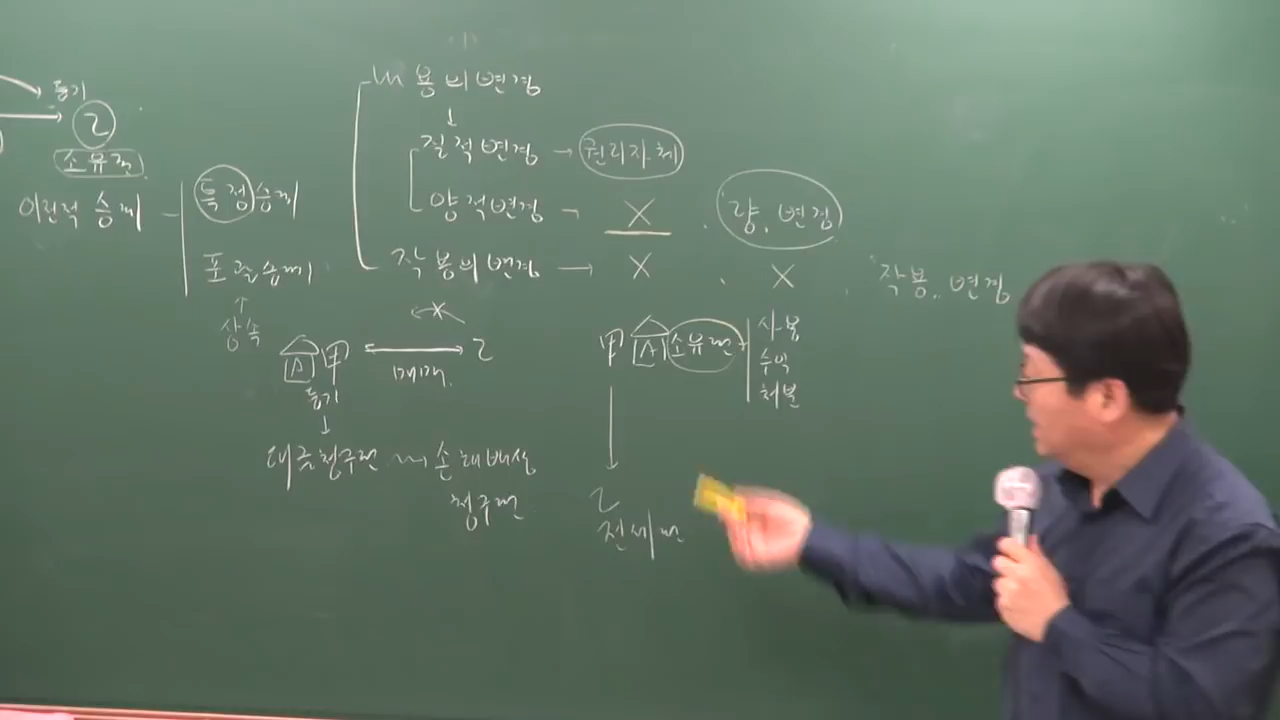 등기
乙
소유권
이전적 승계
특정승계
포괄승계
↑
상속
내용의변경
↓
질적변경 → 권리자체
양적변경 → X . 양. 변경
작용의변경 → X . X . 작용. 변경
A 甲 ↔ 乙
X
매매.
등기
↓
대금청구권 손해배상
청구권
甲 A 소유권
사용
수익
처분
乙
전세권